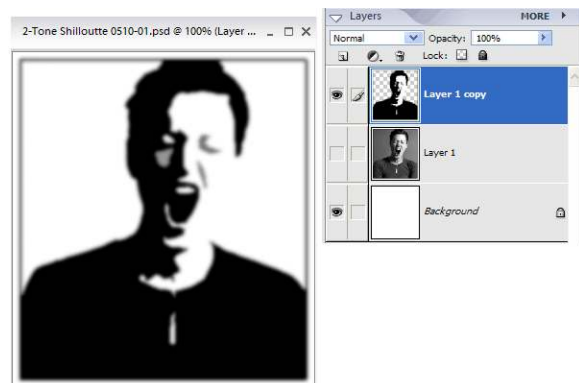 2-Tone Shilloutte 0510-01.psd @ 100% (Layer ...
Layers MORE
Normal Opacity: 100%
Lock:
Layer 1 copy
Layer 1
Background